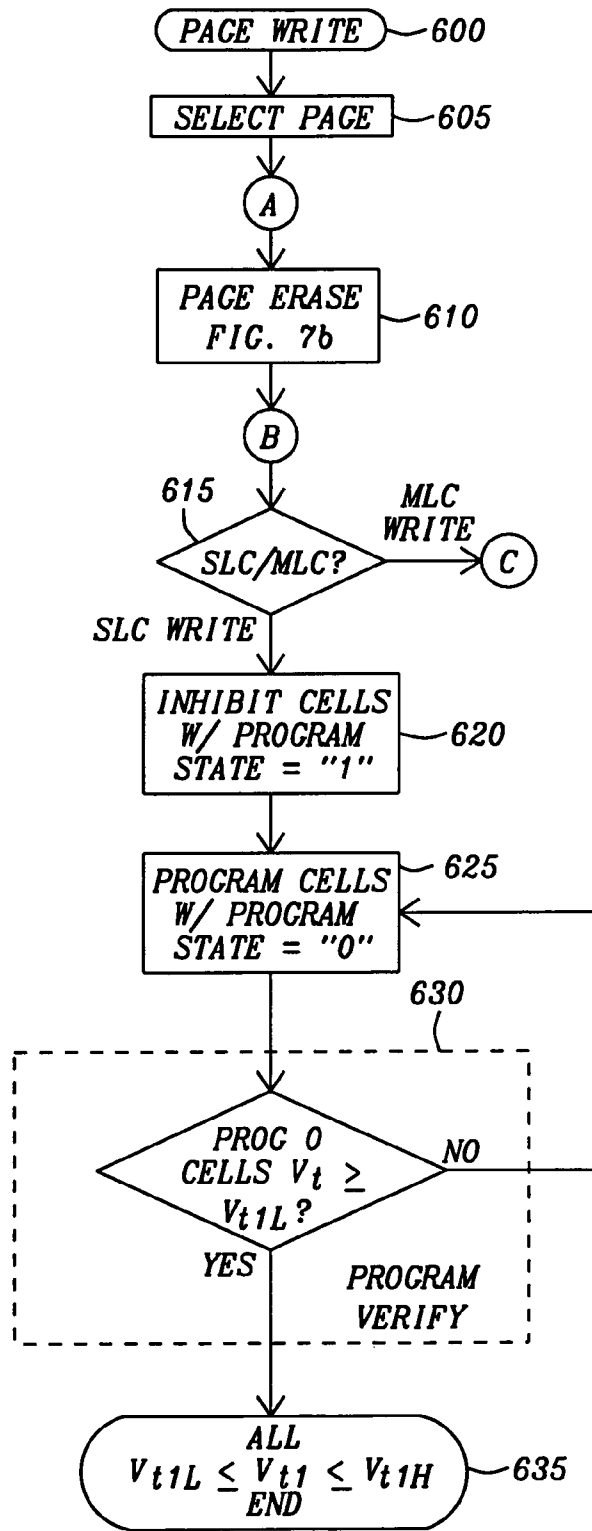 PAGE WRITE
600
SELECT PAGE
605
A
PAGE ERASE
FIG. 7b
610
B
615
SLC/MLC?
MLC
WRITE
C
SLC WRITE
INHIBIT CELLS
W/ PROGRAM
STATE = "1"
620
625
PROGRAM CELLS
W/ PROGRAM
STATE = "0"
630
PROG 0
CELLS Vt ≥
Vt1L?
NO
YES
PROGRAM
VERIFY
ALL
Vt1L ≤ Vt1 ≤ Vt1H
END
635